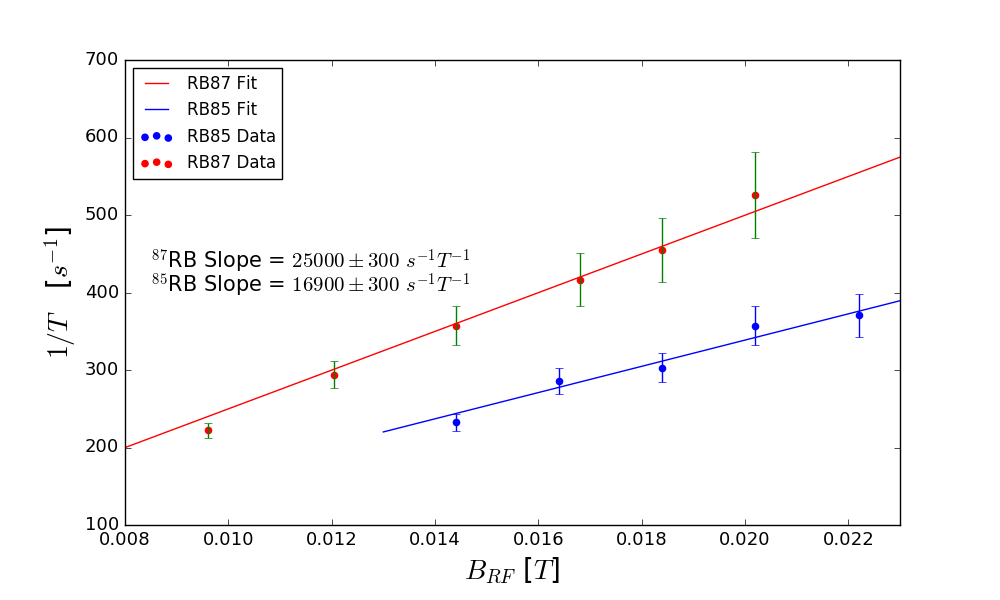 700
600
500
400
300
200
100
1/T [s⁻¹]
RB87 Fit
RB85 Fit
RB85 Data
RB87 Data
⁸⁷RB Slope = 25000 ± 300 s⁻¹T⁻¹
⁸⁵RB Slope = 16900 ± 300 s⁻¹T⁻¹
0.008 0.010 0.012 0.014 0.016 0.018 0.020 0.022
B_RF [T]